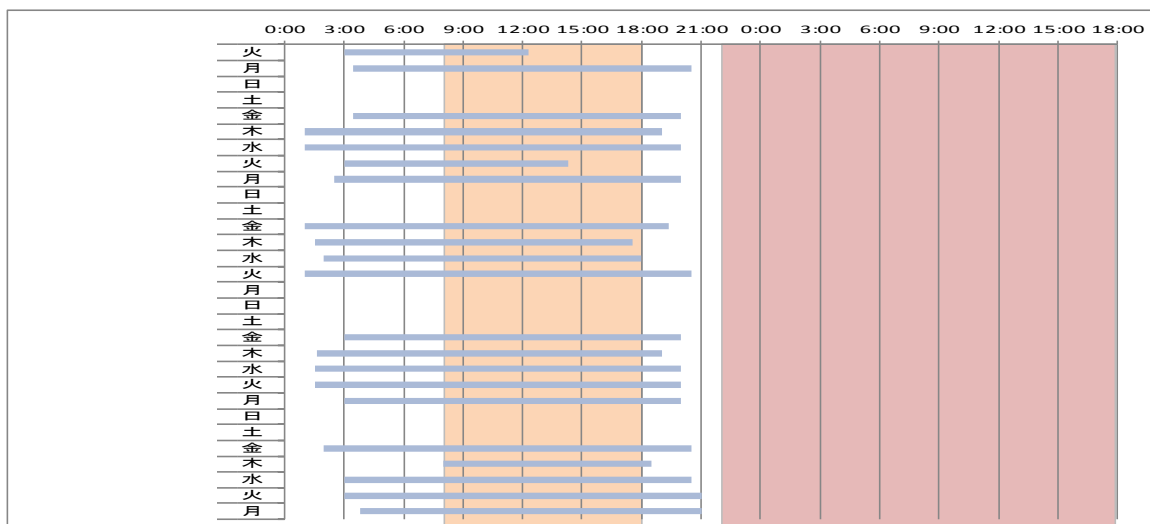 0:00 3:00 6:00 9:00 12:00 15:00 18:00 21:00 0:00 3:00 6:00 9:00 12:00 15:00 18:00
火
月
日
土
金
木
水
火
月
日
土
金
木
水
火
月
日
土
金
木
水
火
月
日
土
金
木
水
火
月